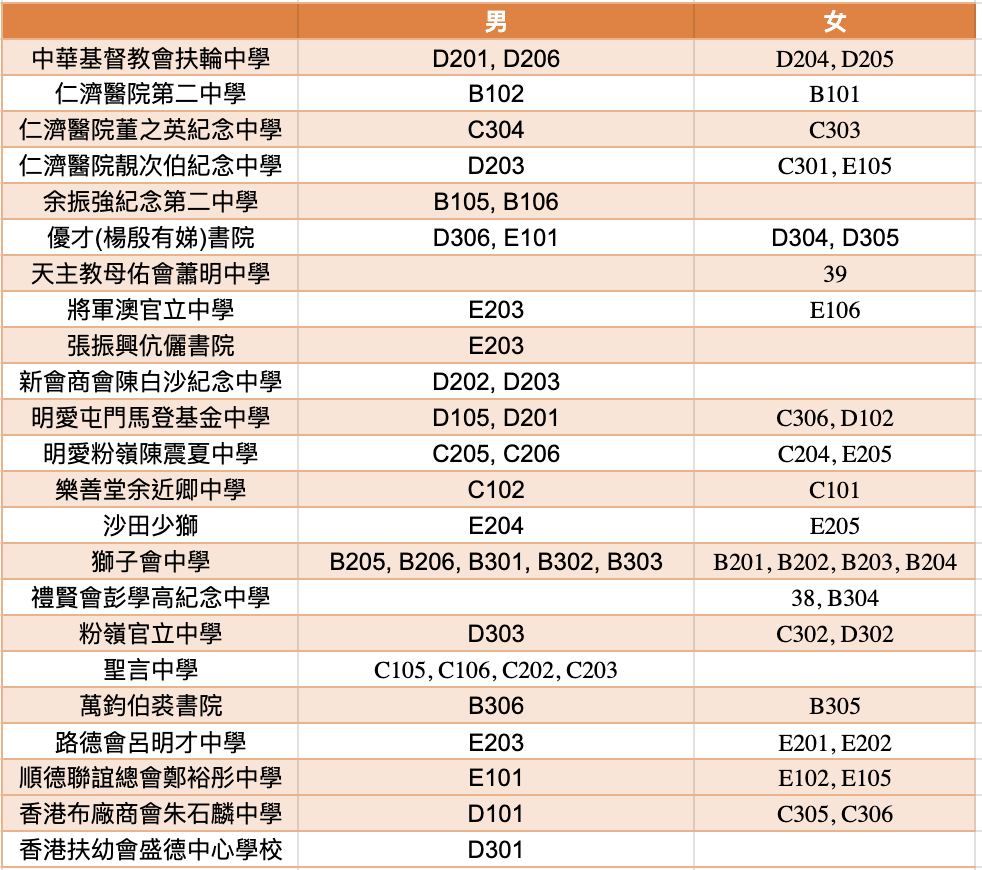 男 女
中華基督教會扶輪中學 D201, D206 D204, D205
仁濟醫院第二中學 B102 B101
仁濟醫院董之英紀念中學 C304 C303
仁濟醫院靚次伯紀念中學 D203 C301, E105
余振強紀念第二中學 B105, B106
優才(楊殷有娣)書院 D306, E101 D304, D305
天主教母佑會蕭明中學 39
將軍澳官立中學 E203 E106
張振興伉儷書院 E203
新會商會陳白沙紀念中學 D202, D203
明愛屯門馬登基金中學 D105, D201 C306, D102
明愛粉嶺陳震夏中學 C205, C206 C204, E205
樂善堂余近卿中學 C102 C101
沙田少獅 E204 E205
獅子會中學 B205, B206, B301, B302, B303 B201, B202, B203, B204
禮賢會彭學高紀念中學 38, B304
粉嶺官立中學 D303 C302, D302
聖言中學 C105, C106, C202, C203
萬鈞伯裘書院 B306 B305
路德會呂明才中學 E203 E201, E202
順德聯誼總會鄭裕彤中學 E101 E102, E105
香港布廠商會朱石麟中學 D101 C305, C306
香港扶幼會盛德中心學校 D301